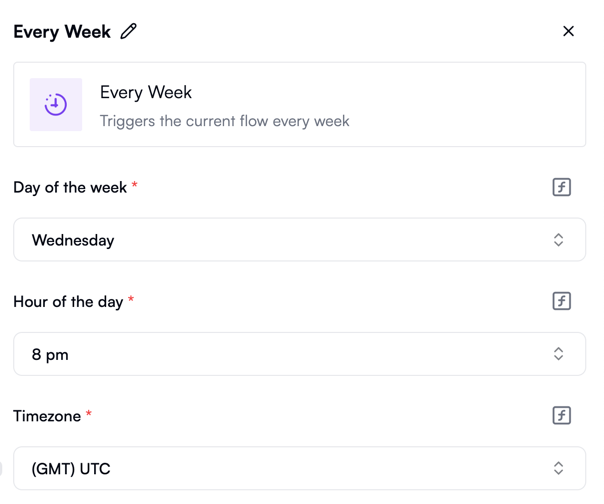 Every Week
Every Week
Triggers the current flow every week
Day of the week *
Wednesday
Hour of the day *
8 pm
Timezone *
(GMT) UTC